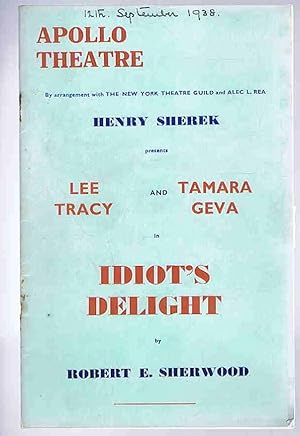 12th. September 1938.
APOLLO
THEATRE
By arrangement with THE NEW YORK THEATRE GUILD and ALEC L. REA
HENRY SHEREK
presents
LEE TRACY AND TAMARA GEVA
in
IDIOT'S
DELIGHT
by
ROBERT E. SHERWOOD